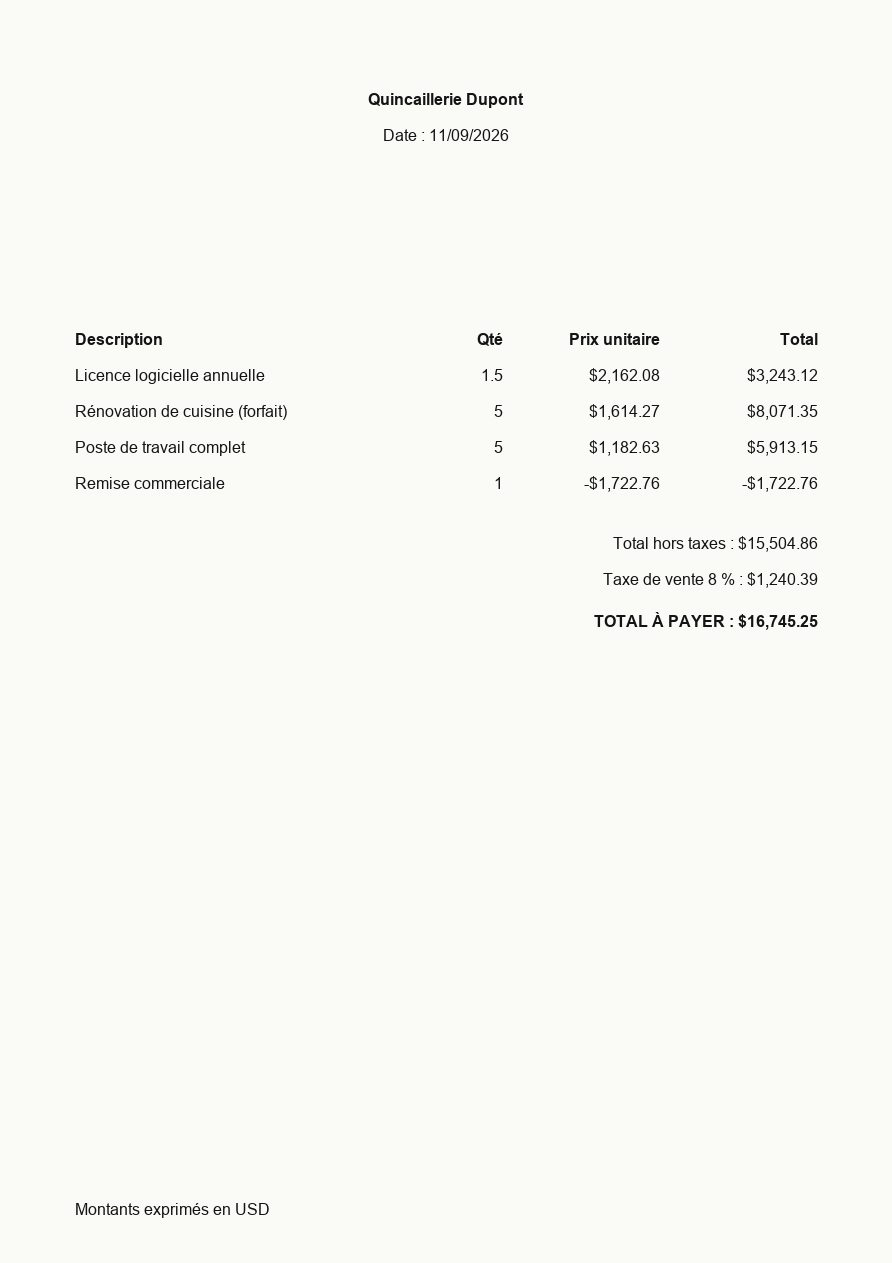 Quincaillerie Dupont
Date : 11/09/2026
Description Qté Prix unitaire Total
Licence logicielle annuelle 1.5 $2,162.08 $3,243.12
Rénovation de cuisine (forfait) 5 $1,614.27 $8,071.35
Poste de travail complet 5 $1,182.63 $5,913.15
Remise commerciale 1 -$1,722.76 -$1,722.76
Total hors taxes : $15,504.86
Taxe de vente 8 % : $1,240.39
TOTAL À PAYER : $16,745.25
Montants exprimés en USD